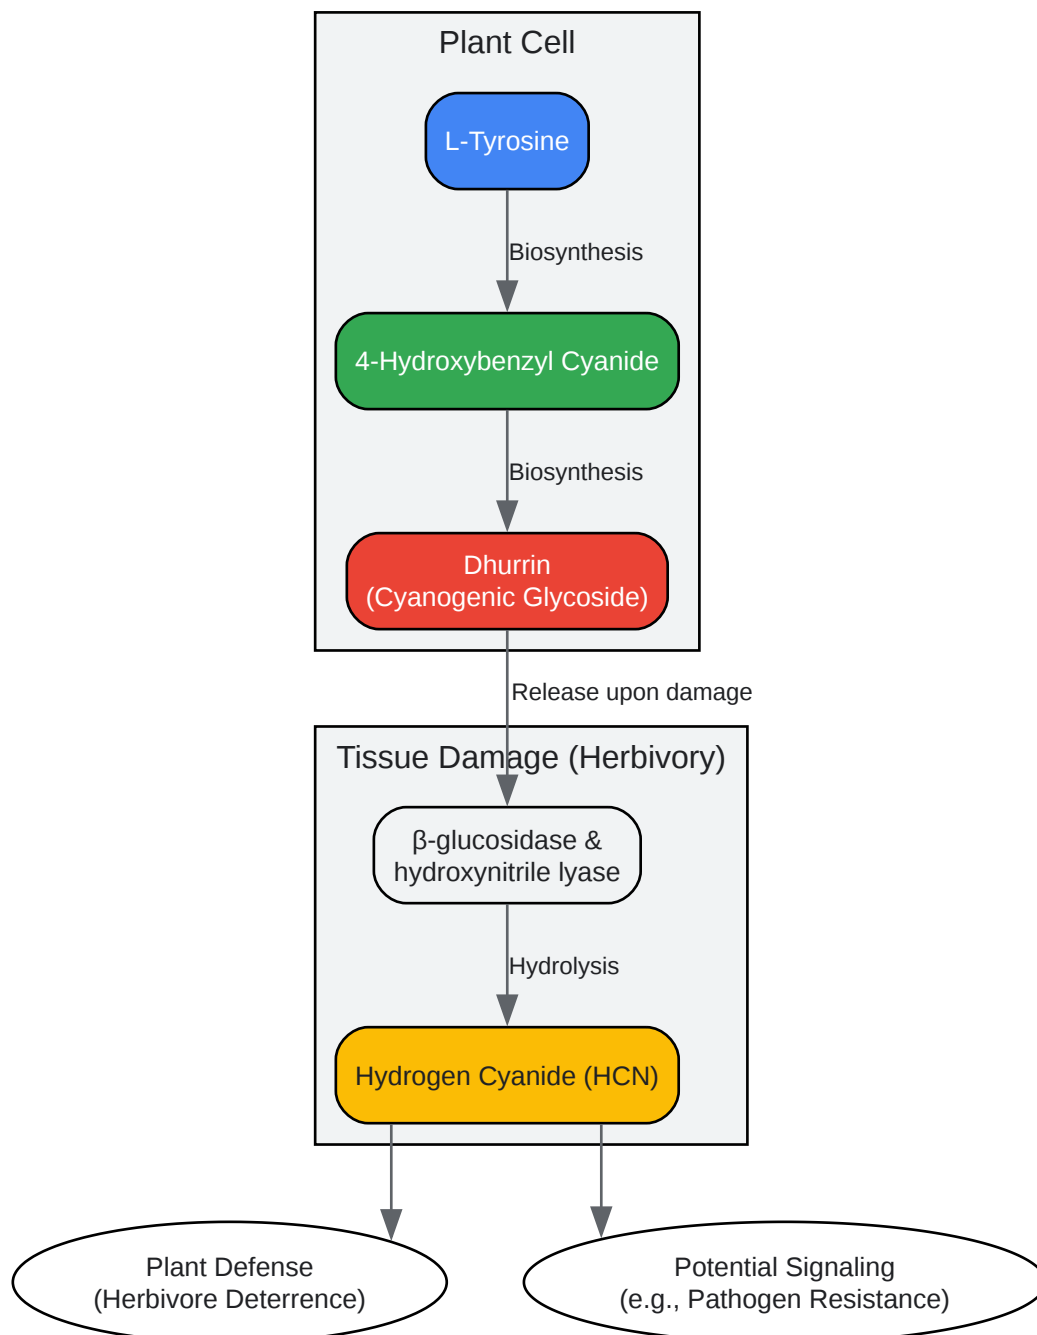 Plant Cell
L-Tyrosine
Biosynthesis
4-Hydroxybenzyl Cyanide
Biosynthesis
Dhurrin
(Cyanogenic Glycoside)
Release upon damage
Tissue Damage (Herbivory)
β-glucosidase &
hydroxynitrile lyase
Hydrolysis
Hydrogen Cyanide (HCN)
Plant Defense
(Herbivore Deterrence)
Potential Signaling
(e.g., Pathogen Resistance)